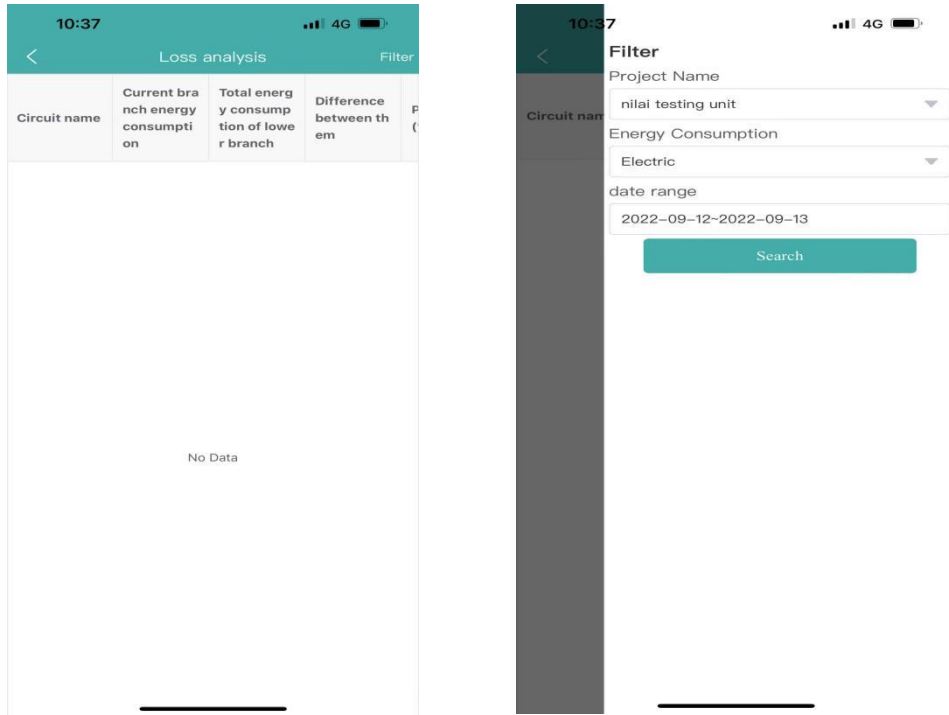 10:37
4G
Loss analysis
Filter
Circuit name
Current bra
nch energy
consumpti
on
Total energ
y consump
tion of lowe
r branch
Difference
between th
em
P
(
No Data
10:37
4G
Filter
Project Name
Circuit nam
nilai testing unit
Energy Consumption
Electric
date range
2022-09-12~2022-09-13
Search